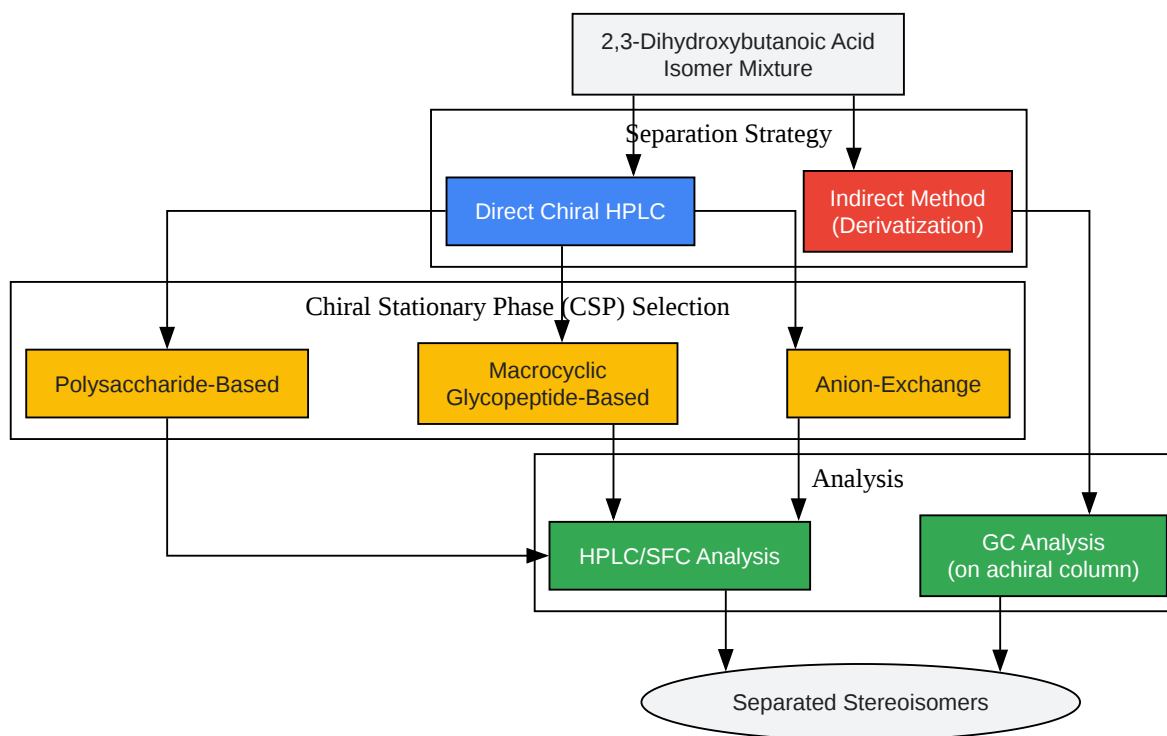 2,3-Dihydroxybutanoic Acid
Isomer Mixture
Separation Strategy
Direct Chiral HPLC
Indirect Method
(Derivatization)
Chiral Stationary Phase (CSP) Selection
Polysaccharide-Based
Macrocyclic
Glycopeptide-Based
Anion-Exchange
Analysis
HPLC/SFC Analysis
GC Analysis
(on achiral column)
Separated Stereoisomers